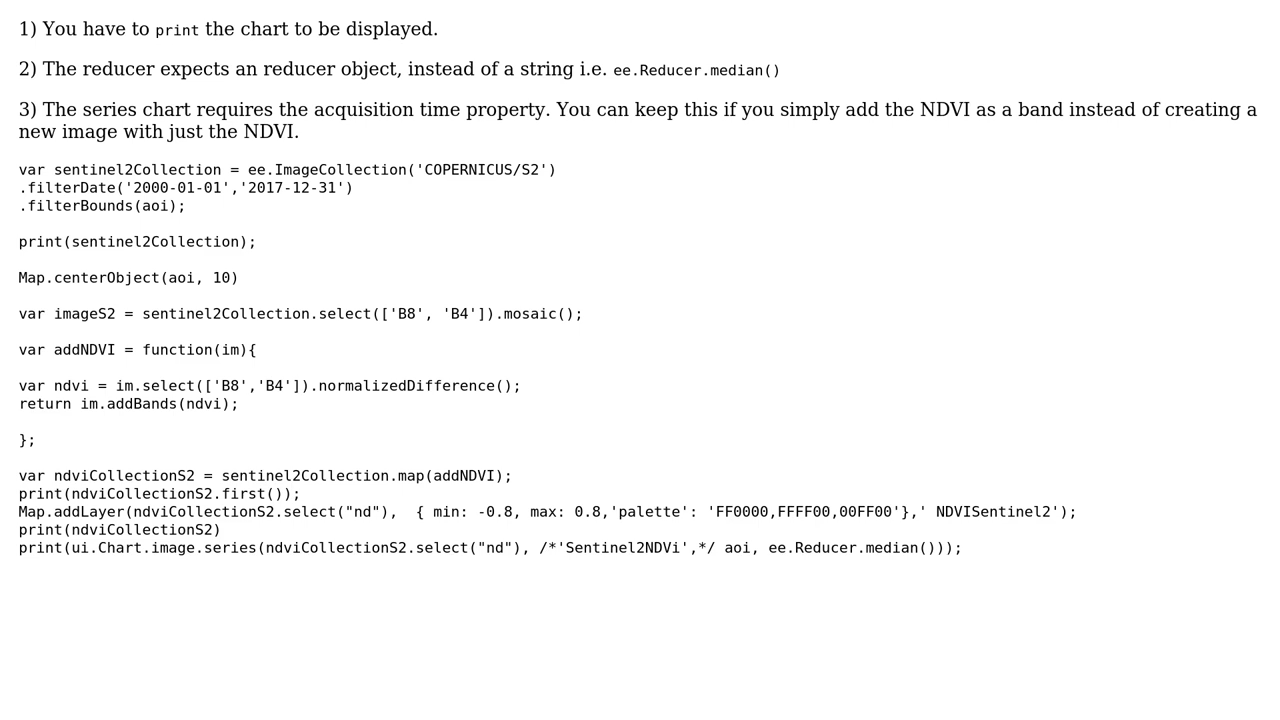 1) You have to print the chart to be displayed.
2) The reducer expects an reducer object, instead of a string i.e. ee.Reducer.median()
3) The series chart requires the acquisition time property. You can keep this if you simply add the NDVI as a band instead of creating a
new image with just the NDVI.
var sentinel2Collection = ee.ImageCollection('COPERNICUS/S2')
.filterDate('2000-01-01','2017-12-31')
.filterBounds(aoi);
print(sentinel2Collection);
Map.centerObject(aoi, 10)
var imageS2 = sentinel2Collection.select(['B8', 'B4']).mosaic();
var addNDVI = function(im){
var ndvi = im.select(['B8','B4']).normalizedDifference();
return im.addBands(ndvi);
};
var ndviCollectionS2 = sentinel2Collection.map(addNDVI);
print(ndviCollectionS2.first());
Map.addLayer(ndviCollectionS2.select("nd"),  { min: -0.8, max: 0.8,'palette': 'FF0000,FFFF00,00FF00'},' NDVISentinel2');
print(ndviCollectionS2)
print(ui.Chart.image.series(ndviCollectionS2.select("nd"), /*'Sentinel2NDVi',*/ aoi, ee.Reducer.median()));